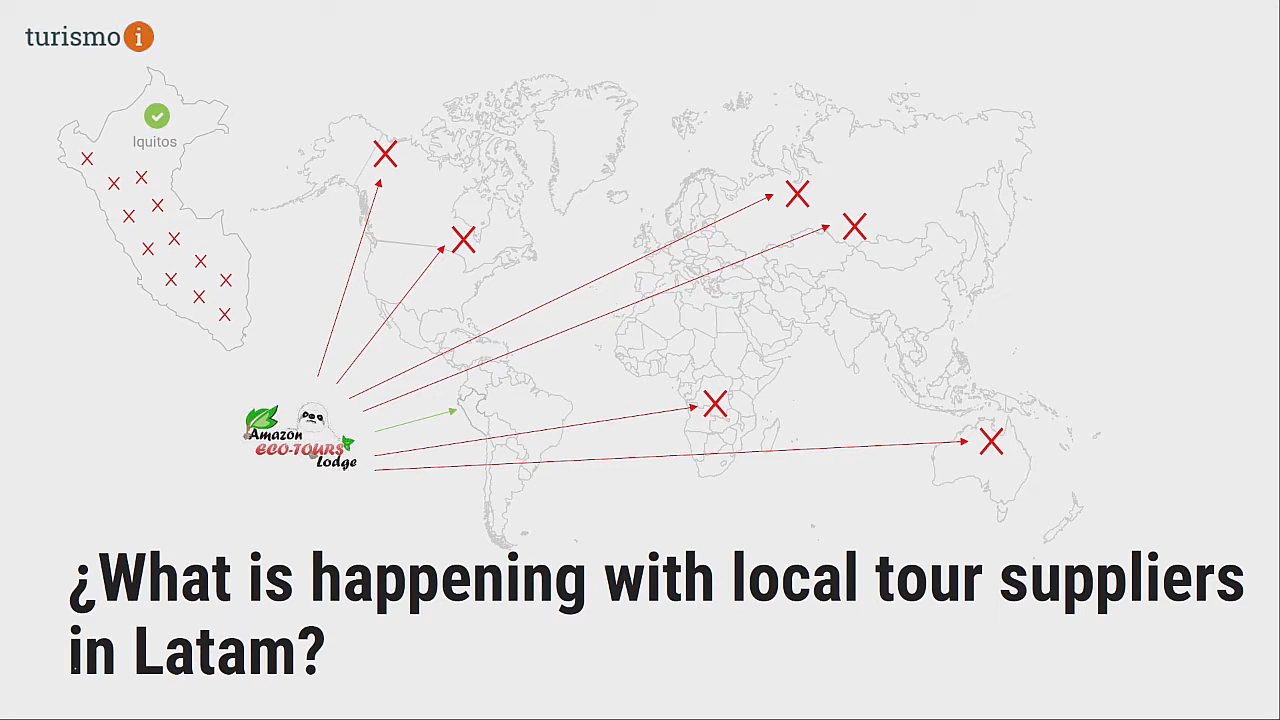 turismo i
Iquitos
Amazon
ECO-TOURS
Lodge
¿What is happening with local tour suppliers
in Latam?